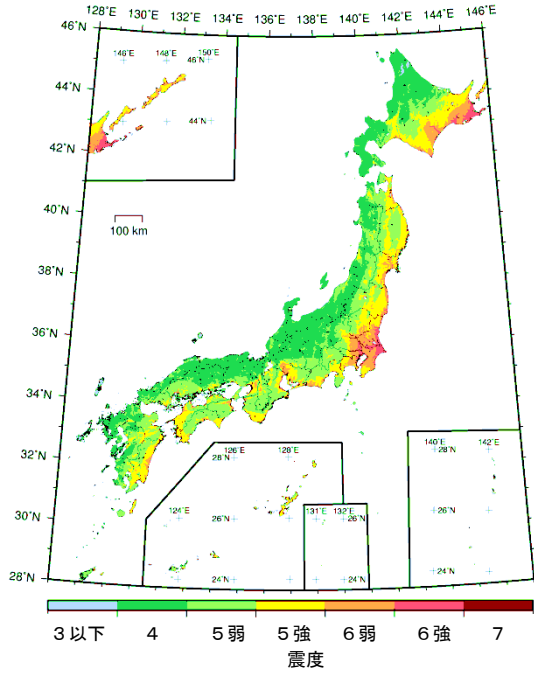 128°E 130°E 132°E 134°E 136°E 138°E 140°E 142°E 144°E 146°E
46°N
146°E 148°E 150°E
46°N
44°N
44°N
42°N
40°N
100 km
38°N
36°N
34°N
32°N
126°E 128°E
28°N
140°E 142°E
28°N
30°N
124°E
26°N
131°E 132°E
26°N
26°N
28°N
24°N
24°N
24°N
3以下 4 5弱 5強 6弱 6強 7
震度